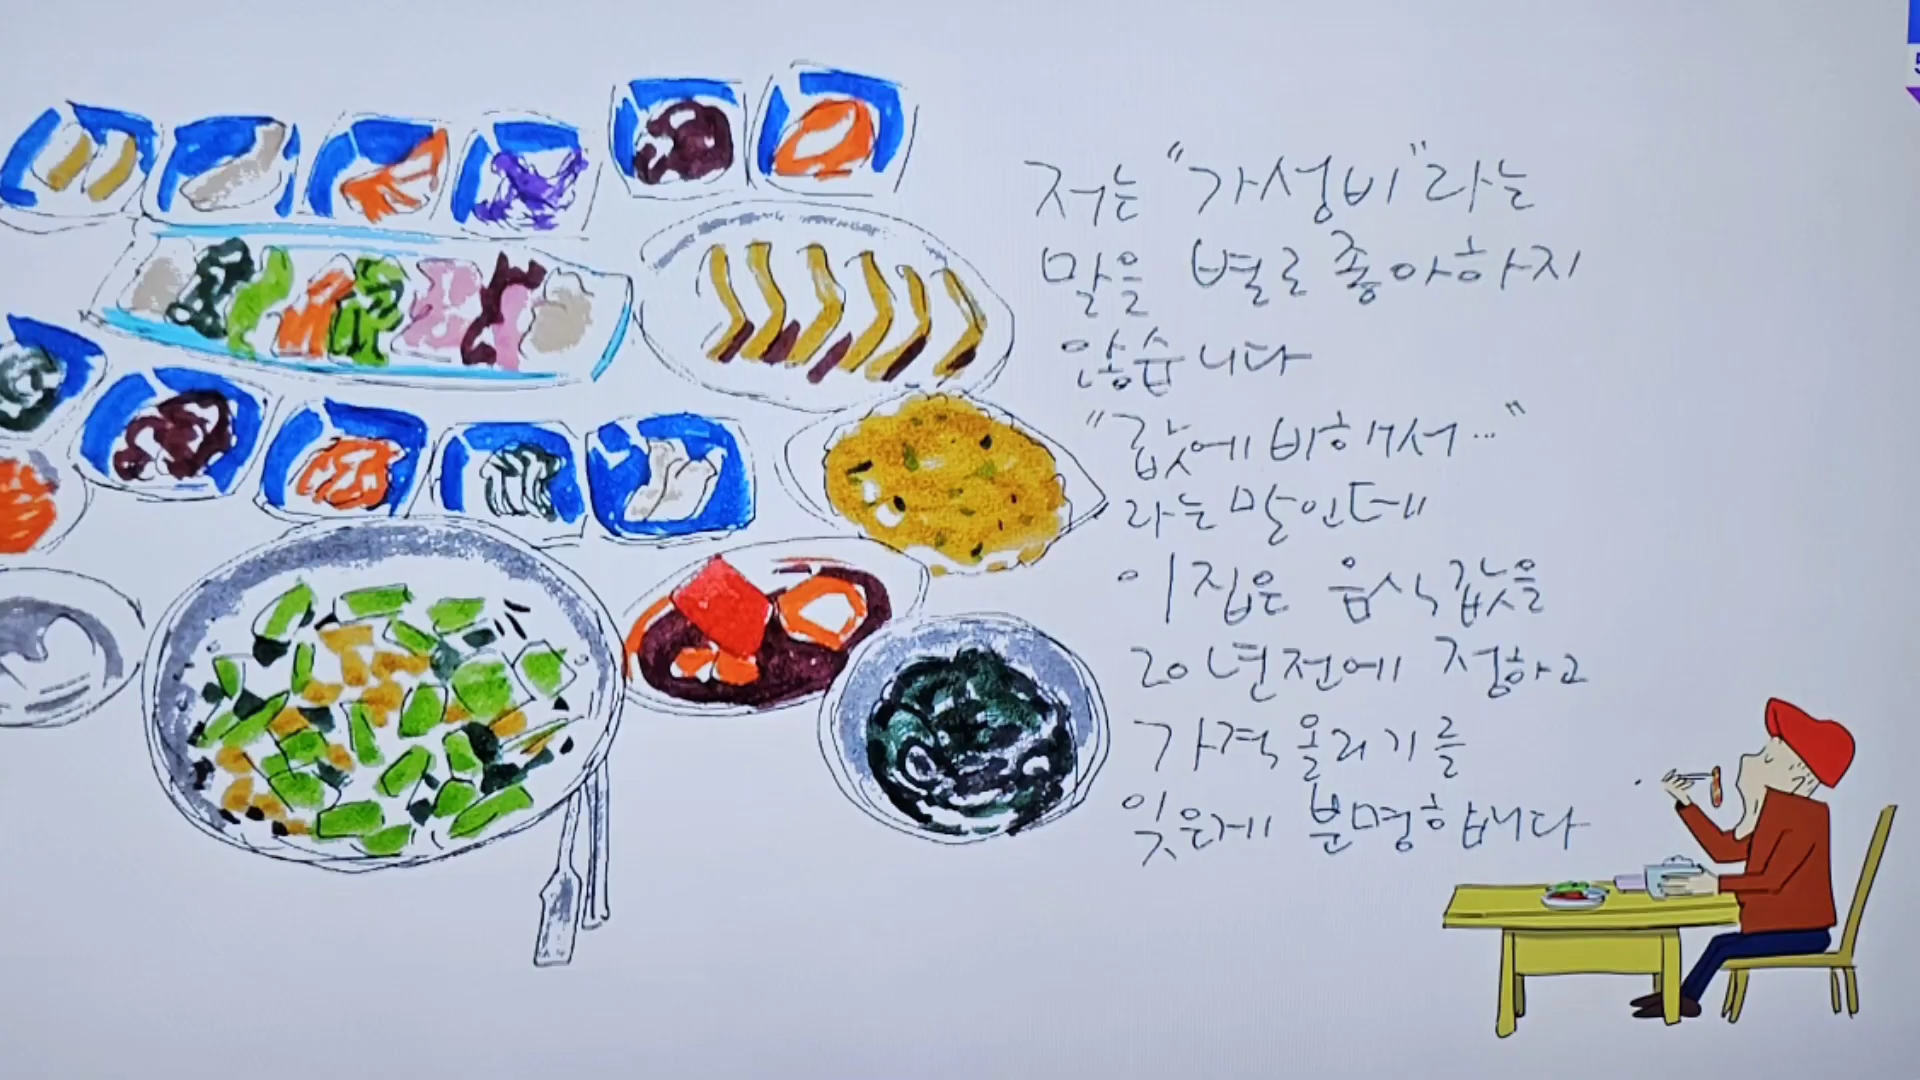 저는 "가성비"라는
말을 별로 좋아하지
않습니다
"값에 비해서..."
라는 말인데
이 집은 음식값을
20년전에 정하고
가격 올리기를
잊은게 분명합니다
5